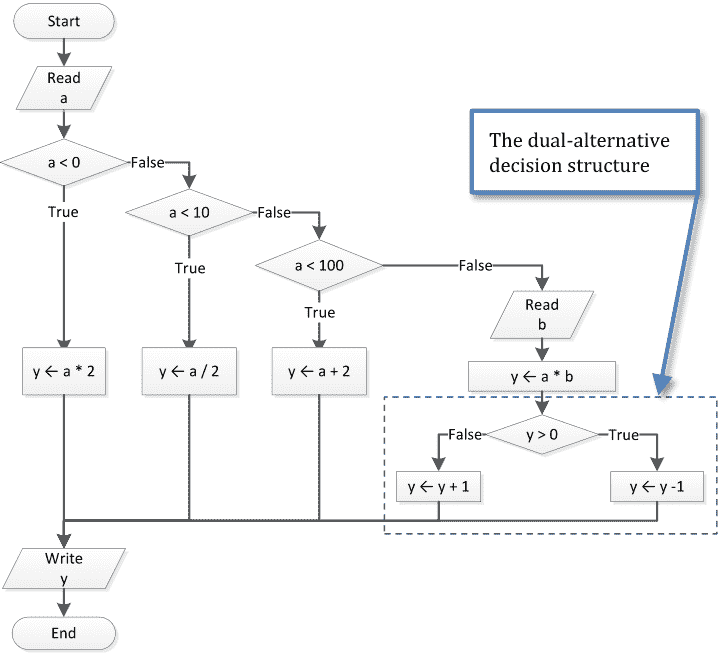 Start
Read
a
The dual-alternative
decision structure
a < 0
False
True
a < 10
False
True
a < 100
False
True
Read
b
y ← a * 2
y ← a / 2
y ← a + 2
y ← a * b
y > 0
False
True
y ← y + 1
y ← y -1
Write
y
End